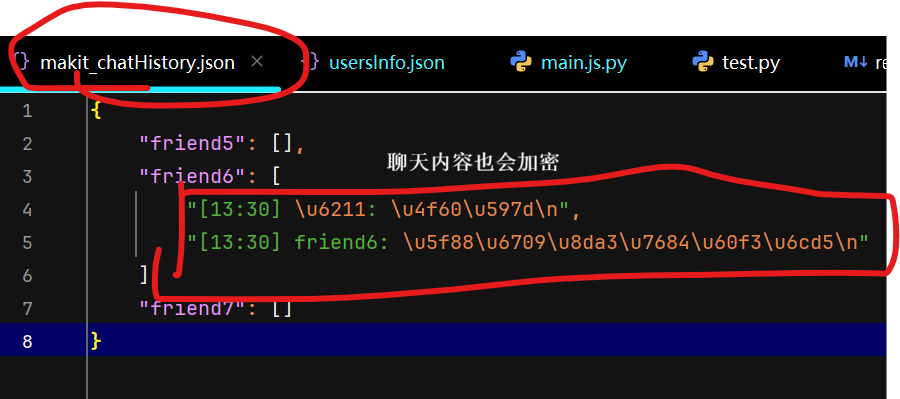 {} makit_chatHistory.json × {} usersInfo.json main.js.py test.py M↓ re
1 {
2 "friend5": [],
聊天内容也会加密
3 "friend6": [
4 "[13:30] \u6211: \u4f60\u597d\n",
5 "[13:30] friend6: \u5f88\u6709\u8da3\u7684\u60f3\u6cd5\n"
6 ]
7 "friend7": []
8 }